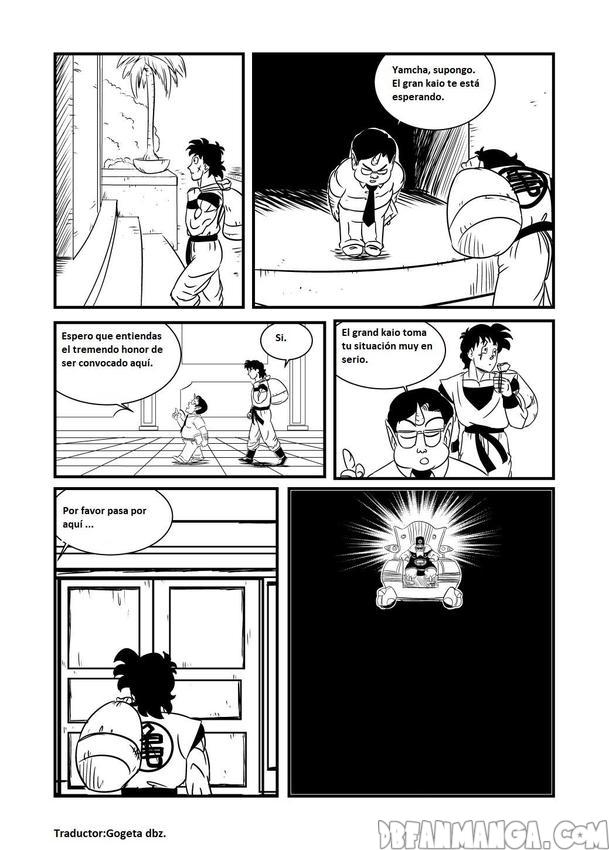 Yamcha, supongo.
El gran kaio te está
esperando.
Espero que entiendas
el tremendo honor de
ser convocado aquí.
Si.
El grand kaio toma
tu situación muy en
serio.
Por favor pasa por
aquí ...
Traductor:Gogeta dbz.
DBFANMANGA.COM